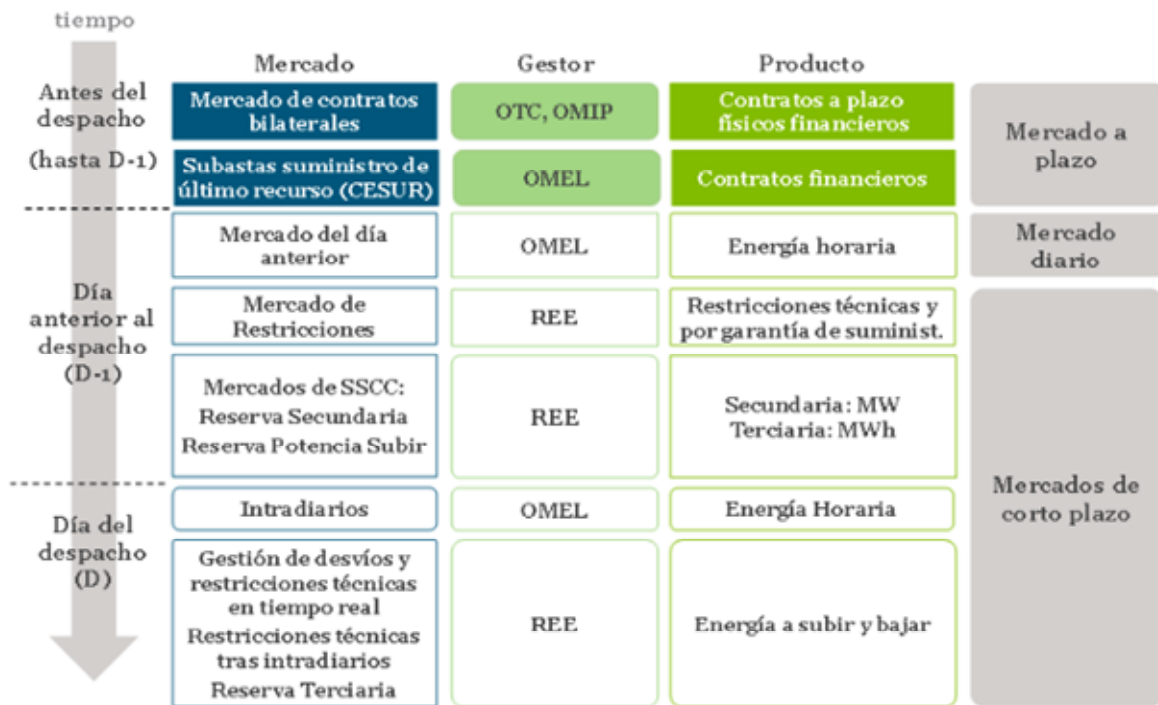 tiempo
Mercado
Gestor
Producto
Antes del
despacho
(hasta D-1)
Mercado de contratos
bilaterales
OTC, OMIP
Contratos a plazo
físicos financieros
Mercado a
plazo
Subastas suministro de
último recurso (CESUR)
OMEL
Contratos financieros
Día
anterior al
despacho
(D-1)
Mercado del día
anterior
OMEL
Energía horaria
Mercado
diario
Mercado de
Restricciones
REE
Restricciones técnicas y
por garantía de suminist.
Mercados de SSCC:
Reserva Secundaria
Reserva Potencia Subir
REE
Secundaria: MW
Terciaria: MWh
Mercados de
corto plazo
Día del
despacho
(D)
Intradiarios
OMEL
Energía Horaria
Gestión de desvíos y
restricciones técnicas
en tiempo real
Restricciones técnicas
tras intradiarios
Reserva Terciaria
REE
Energía a subir y bajar